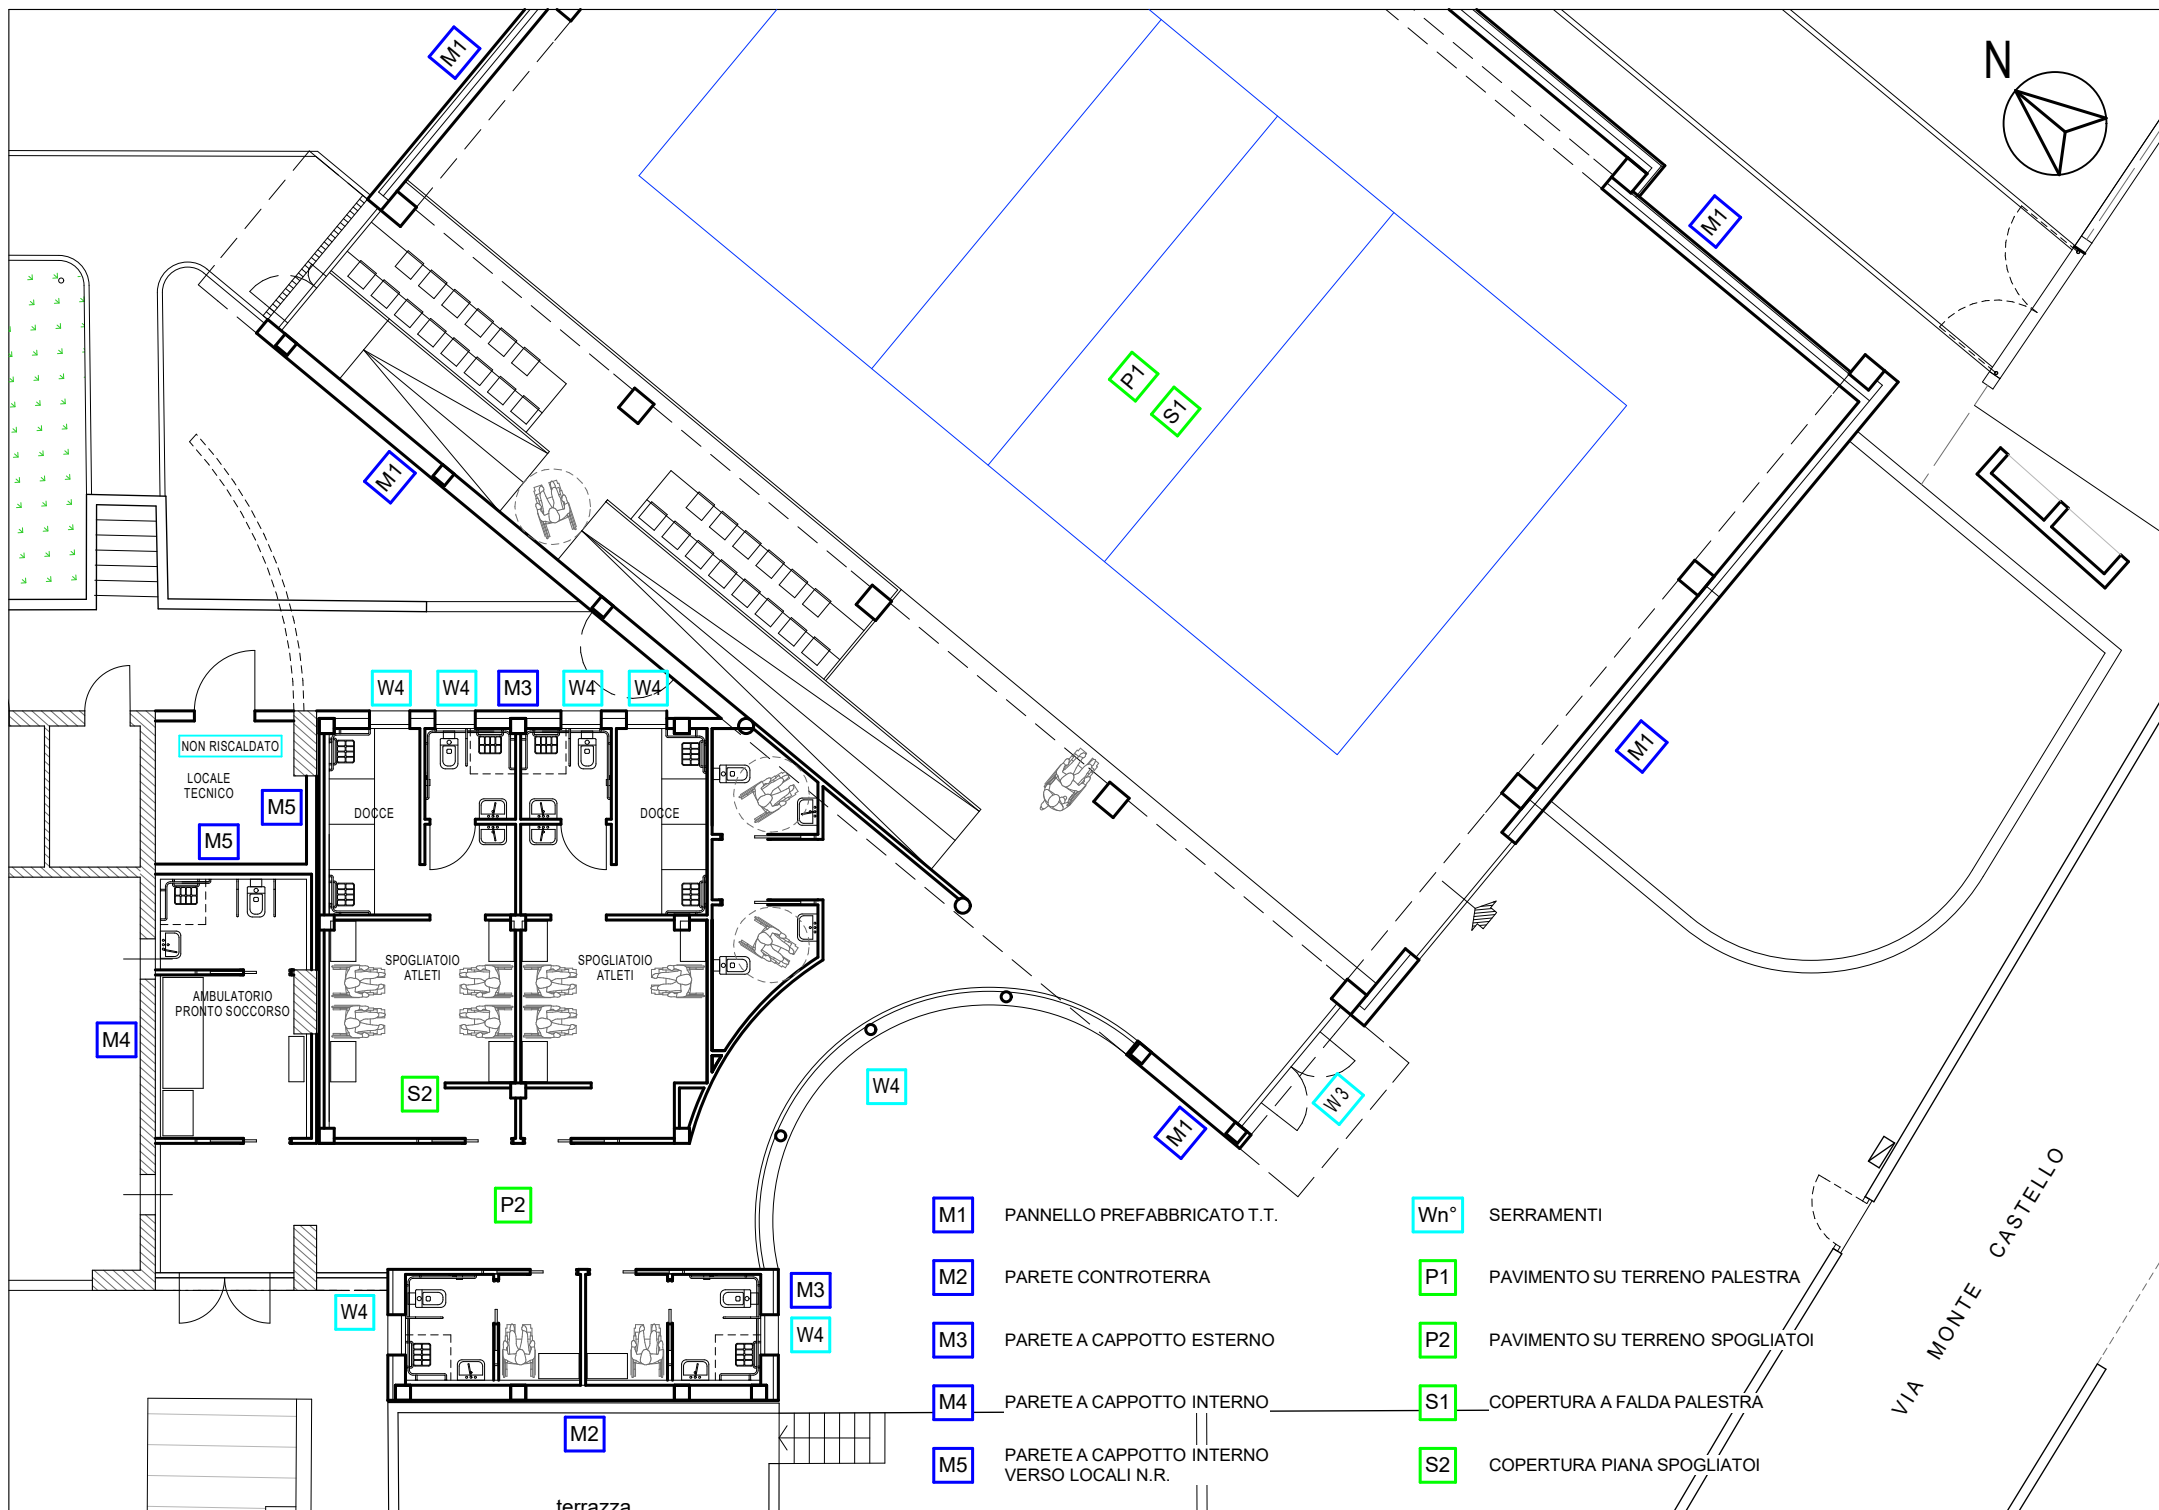 M1
N
M1
P1
S1
M1
M1
W4
W4
M3
W4
W4
NON RISCALDATO
LOCALE
TECNICO
M5
M5
DOCCE
DOCCE
SPOGLIATOIO
ATLETI
SPOGLIATOIO
ATLETI
AMBULATORIO
PRONTO SOCCORSO
M4
S2
W4
W3
M1
P2
M3
W4
W4
M2
terrazza
VIA MONTE CASTELLO
M1 PANNELLO PREFABBRICATO T.T.
M2 PARETE CONTROTERRA
M3 PARETE A CAPPOTTO ESTERNO
M4 PARETE A CAPPOTTO INTERNO
M5 PARETE A CAPPOTTO INTERNO
VERSO LOCALI N.R.
Wn° SERRAMENTI
P1 PAVIMENTO SU TERRENO PALESTRA
P2 PAVIMENTO SU TERRENO SPOGLIATOI
S1 COPERTURA A FALDA PALESTRA
S2 COPERTURA PIANA SPOGLIATOI